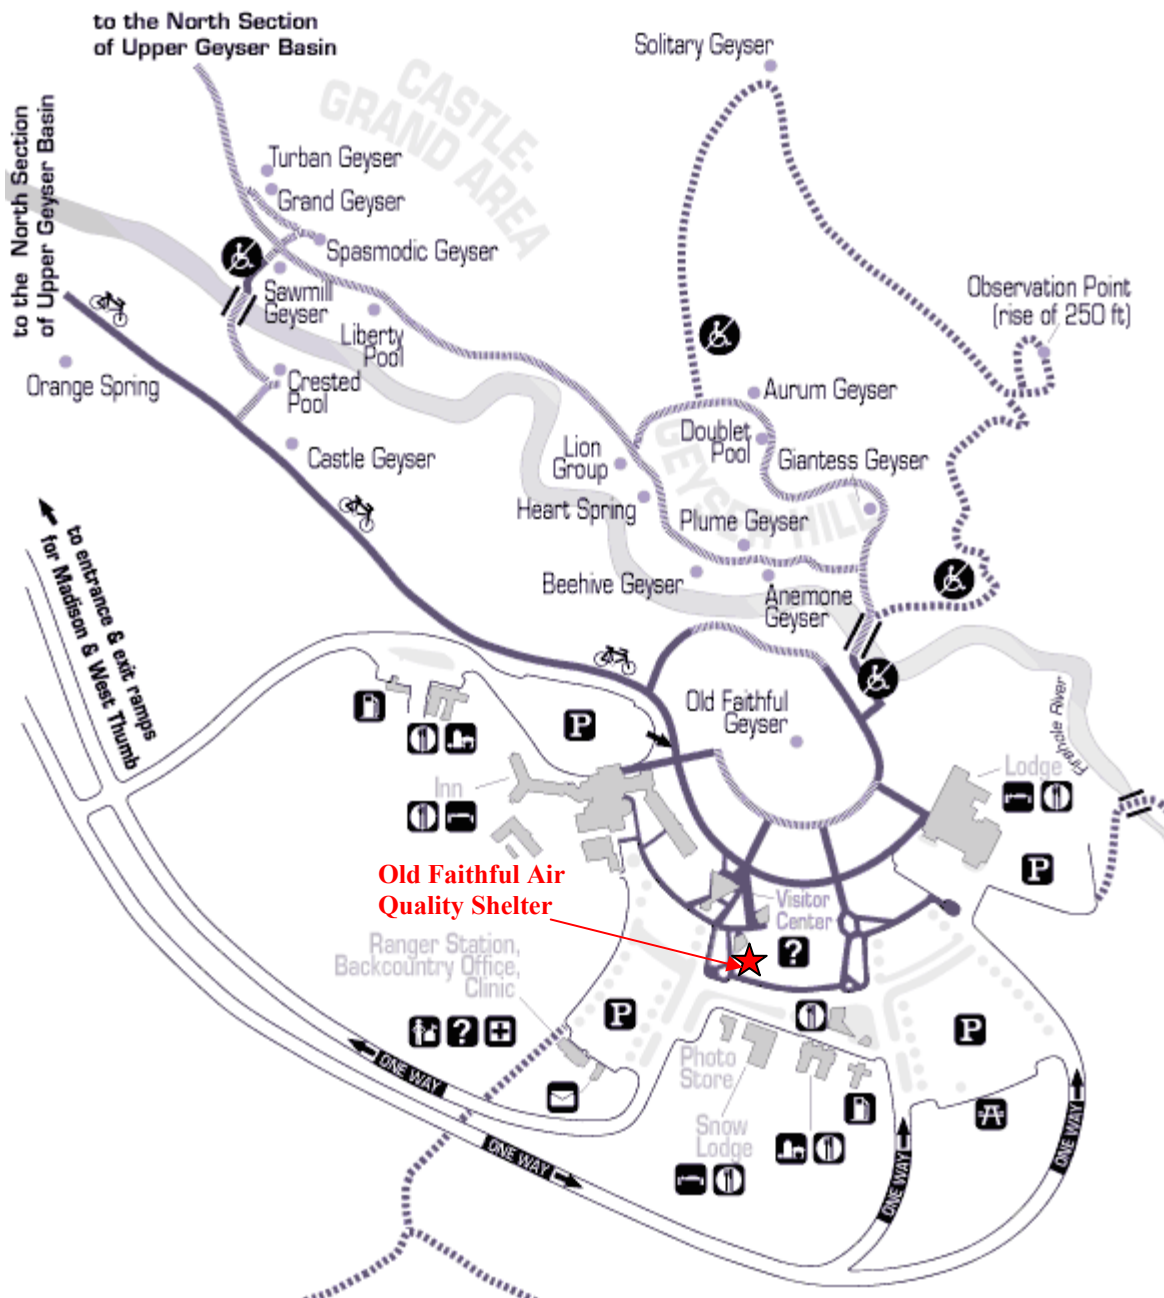 to the North Section
of Upper Geyser Basin
Solitary Geyser
to the North Section
of Upper Geyser Basin
CASTLE-
GRAND AREA
Turban Geyser
Grand Geyser
Spasmodic Geyser
Sawmill
Geyser
Liberty
Pool
Observation Point
(rise of 250 ft)
Orange Spring
Crested
Pool
Aurum Geyser
Castle Geyser
Lion
Group
Doublet
Pool
Giantess Geyser
GEYSER HILL
Heart Spring
Plume Geyser
Beehive Geyser
Anemone
Geyser
to entrance & exit ramps
for Madison & West Thumb
Old Faithful
Geyser
Firehole River
P
Inn
Lodge
P
Old Faithful Air
Quality Shelter
Visitor
Center
?
Ranger Station,
Backcountry Office,
Clinic
?
P
P
Photo
Store
ONE WAY
Snow
Lodge
ONE WAY
ONE WAY
ONE WAY